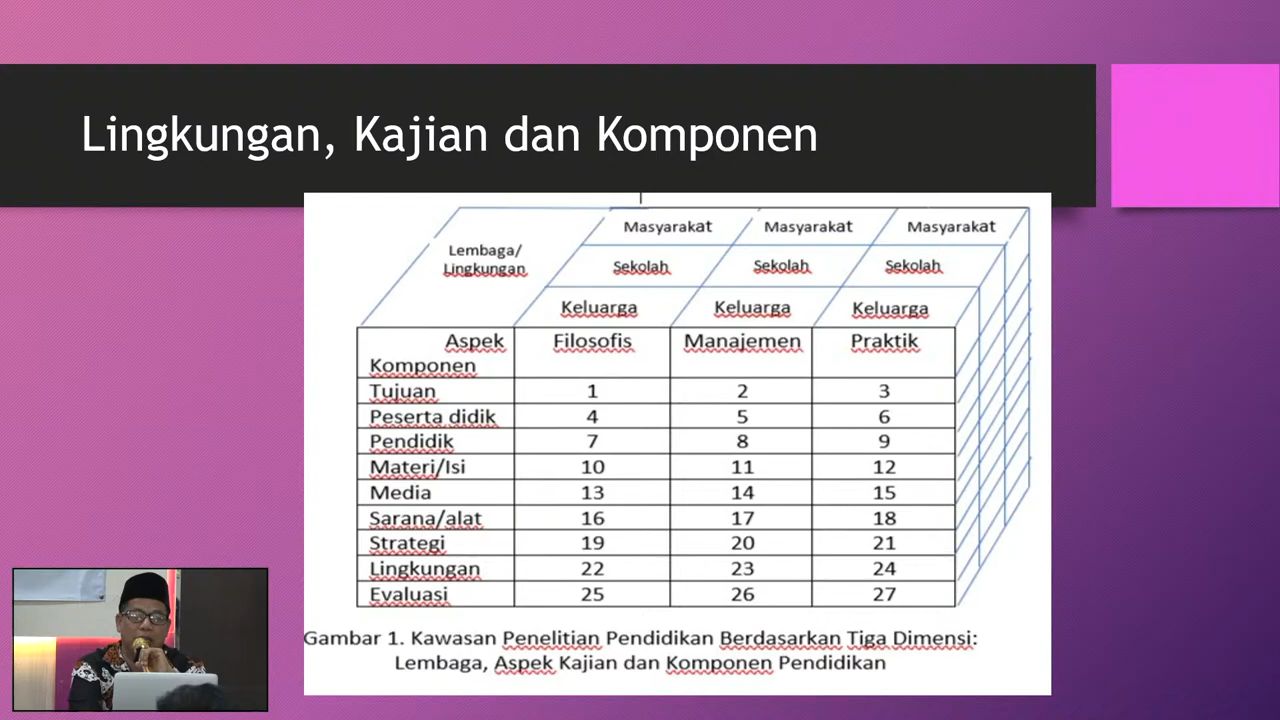 Lingkungan, Kajian dan Komponen
Masyarakat Masyarakat Masyarakat
Lembaga/
Lingkungan
Sekolah Sekolah Sekolah
Keluarga Keluarga Keluarga
Aspek Filosofis Manajemen Praktik
Komponen
Tujuan 1 2 3
Peserta didik 4 5 6
Pendidik 7 8 9
Materi/Isi 10 11 12
Media 13 14 15
Sarana/alat 16 17 18
Strategi 19 20 21
Lingkungan 22 23 24
Evaluasi 25 26 27
Gambar 1. Kawasan Penelitian Pendidikan Berdasarkan Tiga Dimensi:
Lembaga, Aspek Kajian dan Komponen Pendidikan